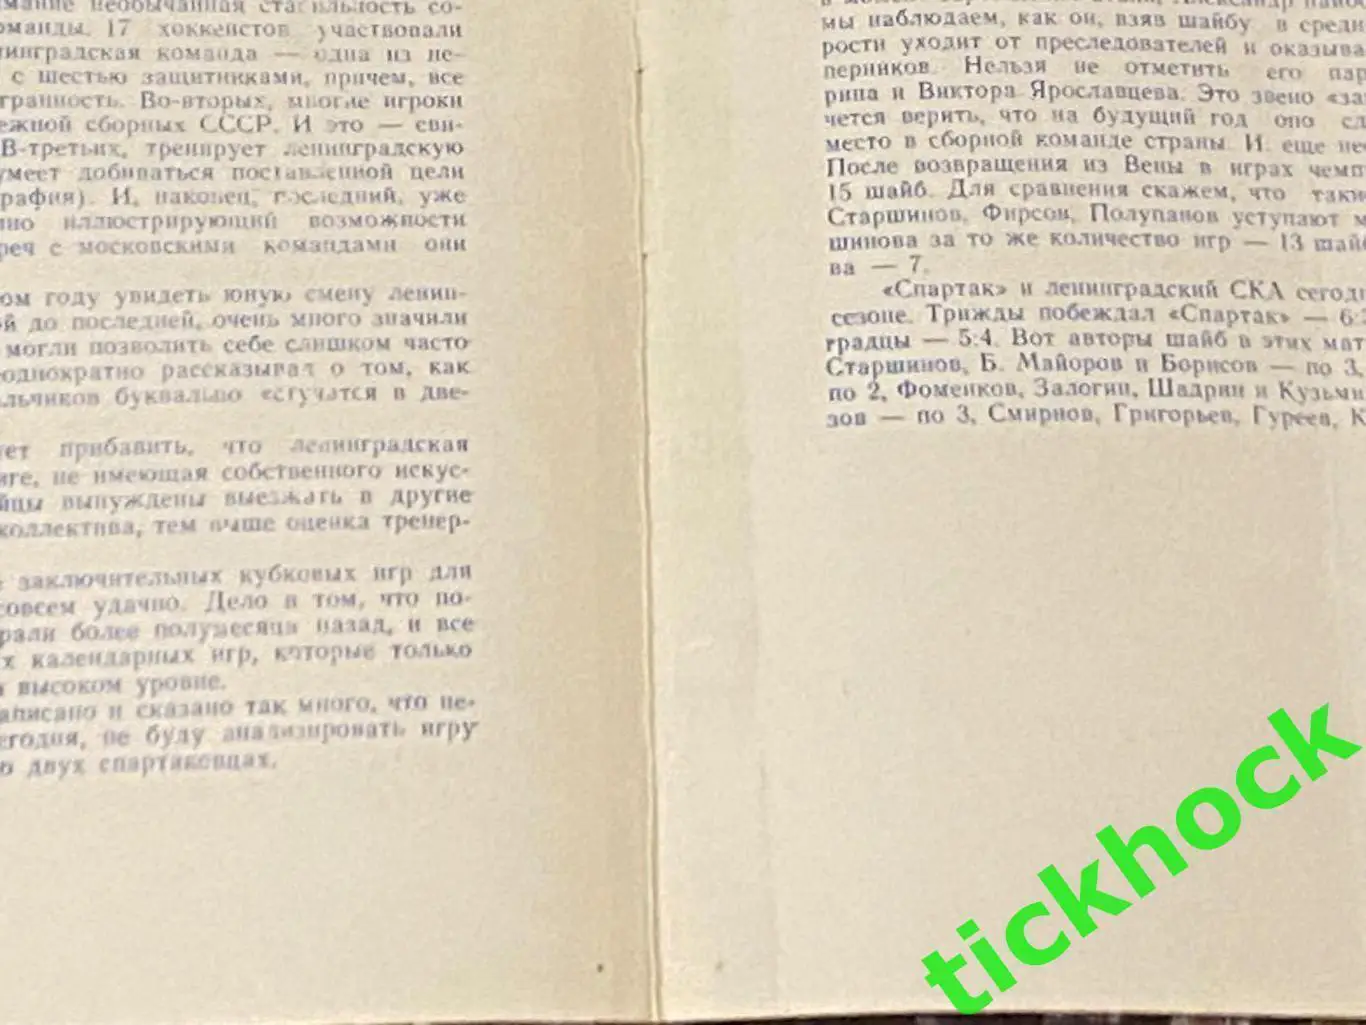 мание необычайная стабильность со-
оманды. 17 хоккеистов участвовали
нинградская команда — одна из не-
с шестью защитниками, причем, все
гранность. Во-вторых, многие игроки
ежной сборных СССР. И это — сви-
В-третьих, тренирует ленинградскую
умеет добиваться поставленной цели
рафия). И, наконец, последний, уже
но иллюстрирующий возможности
реч с московскими командами они
ом году увидеть юную смену ленин-
й до последней, очень много значили
могли позволить себе слишком часто
однократно рассказывал о том, как
льчиков буквально «стучатся в две-
ет прибавить, что ленинградская
иге, не имеющая собственного искус-
йцы вынуждены выезжать в другие
коллектива, тем выше оценка тренер-
заключительных кубковых игр для
совсем удачно. Дело в том, что по-
рали более полумесяца назад, и все
х календарных игр, которые только
высоком уровне.
аписано и сказано так много, что не-
егодня, не буду анализировать игру
о двух спартаковцах.
мы наблюдаем, как он, взяв шайбу в средн
рости уходит от преследователей и оказыва
перников. Нельзя не отметить его пар
рина и Виктора Ярославцева. Это звено «за
чется верить, что на будущий год оно сл
место в сборной команде страны. И еще не
После возвращения из Вены в играх чемп
15 шайб. Для сравнения скажем, что таки
Старшинов, Фирсов, Полупанов уступают м
шинова за то же количество игр — 13 шайб
ва — 7.
«Спартак» и ленинградский СКА сегод
сезоне. Трижды побеждал «Спартак» — 6:
градцы — 5:4. Вот авторы шайб в этих мат
Старшинов, Б. Майоров и Борисов — по 3,
по 2, Фоменков, Залогин, Шадрин и Кузьми
зов — по 3, Смирнов, Григорьев, Гуреев, К
tickhock